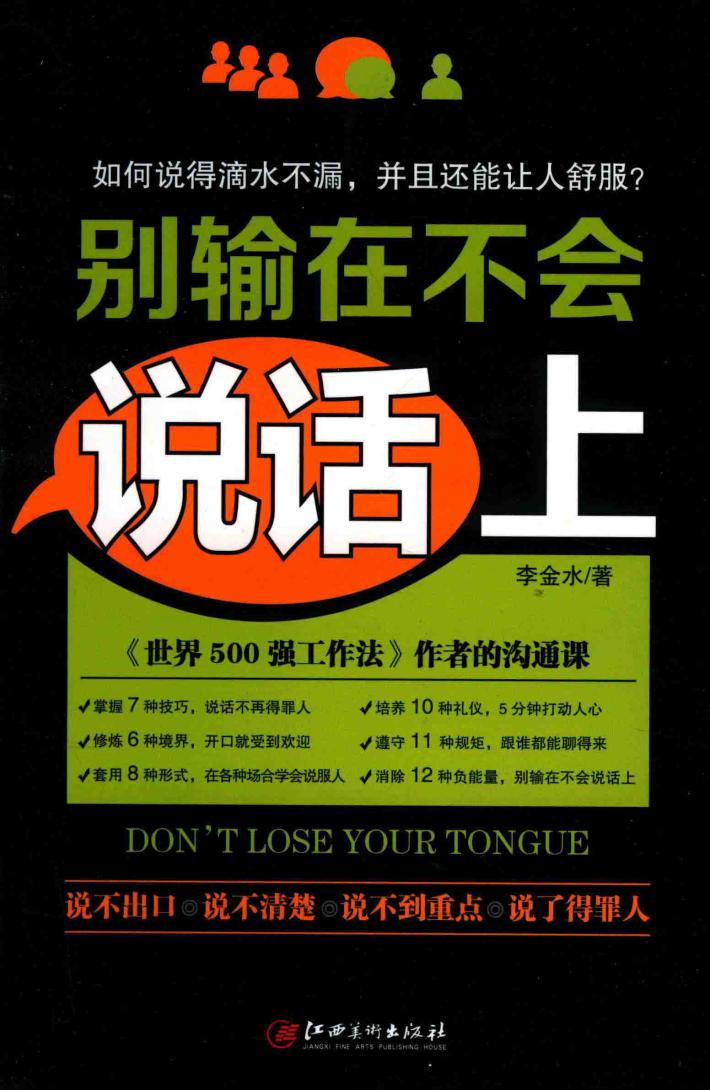 如何说得滴水不漏，并且还能让人舒服？
别输在不会
说话上
李金水/著
《世界500强工作法》作者的沟通课
✓掌握7种技巧，说话不再得罪人
✓培养10种礼仪，5分钟打动人心
✓修炼6种境界，开口就受到欢迎
✓遵守11种规矩，跟谁都能聊得来
✓套用8种形式，在各种场合学会说服人
✓消除12种负能量，别输在不会说话上
DON'T LOSE YOUR TONGUE
说不出口◎说不清楚◎说不到重点◎说了得罪人
江西美术出版社
JIANGXI FINE ARTS PUBLISHING HOUSE